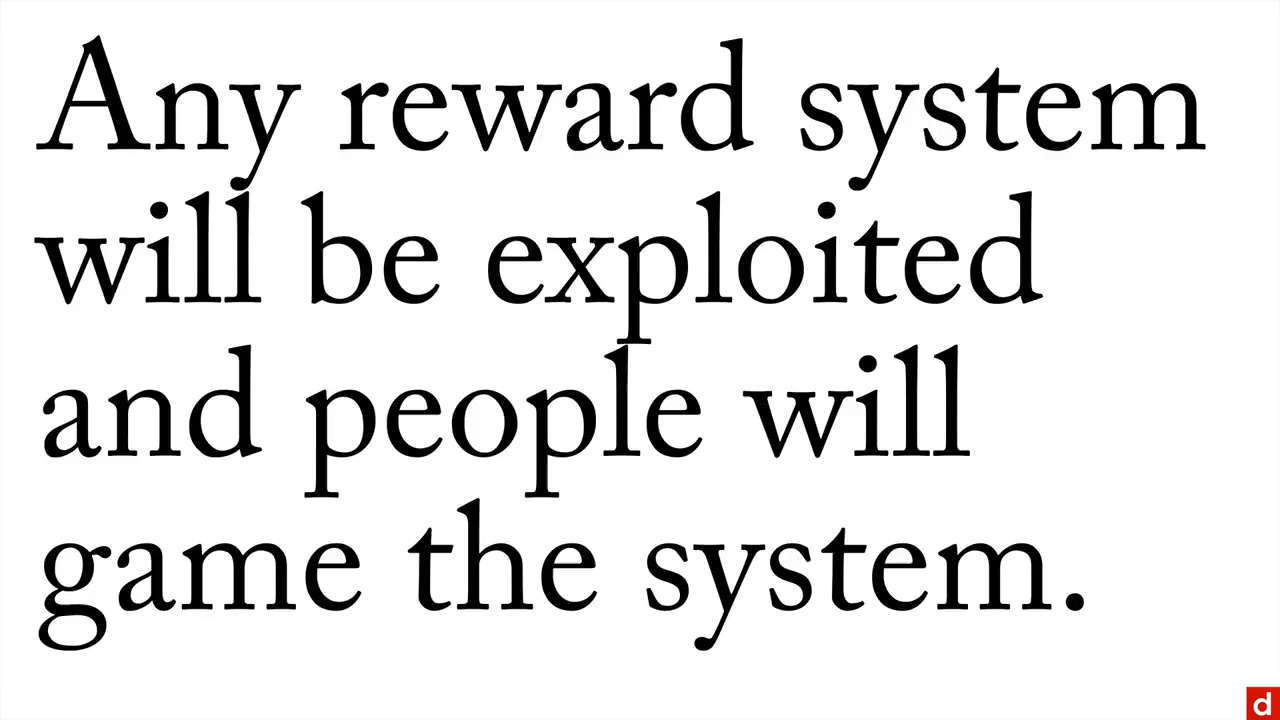 Any reward system
will be exploited
and people will
game the system.
d